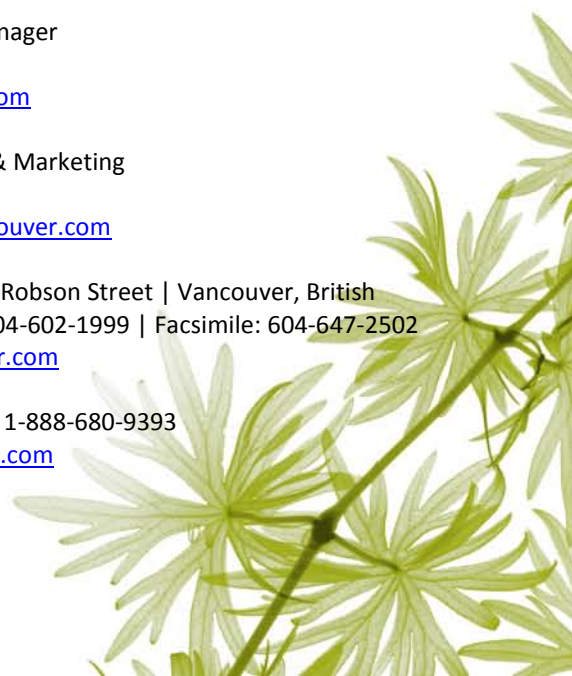 nager
om
& Marketing
ouver.com
Robson Street | Vancouver, British
04-602-1999 | Facsimile: 604-647-2502
r.com
1-888-680-9393
.com